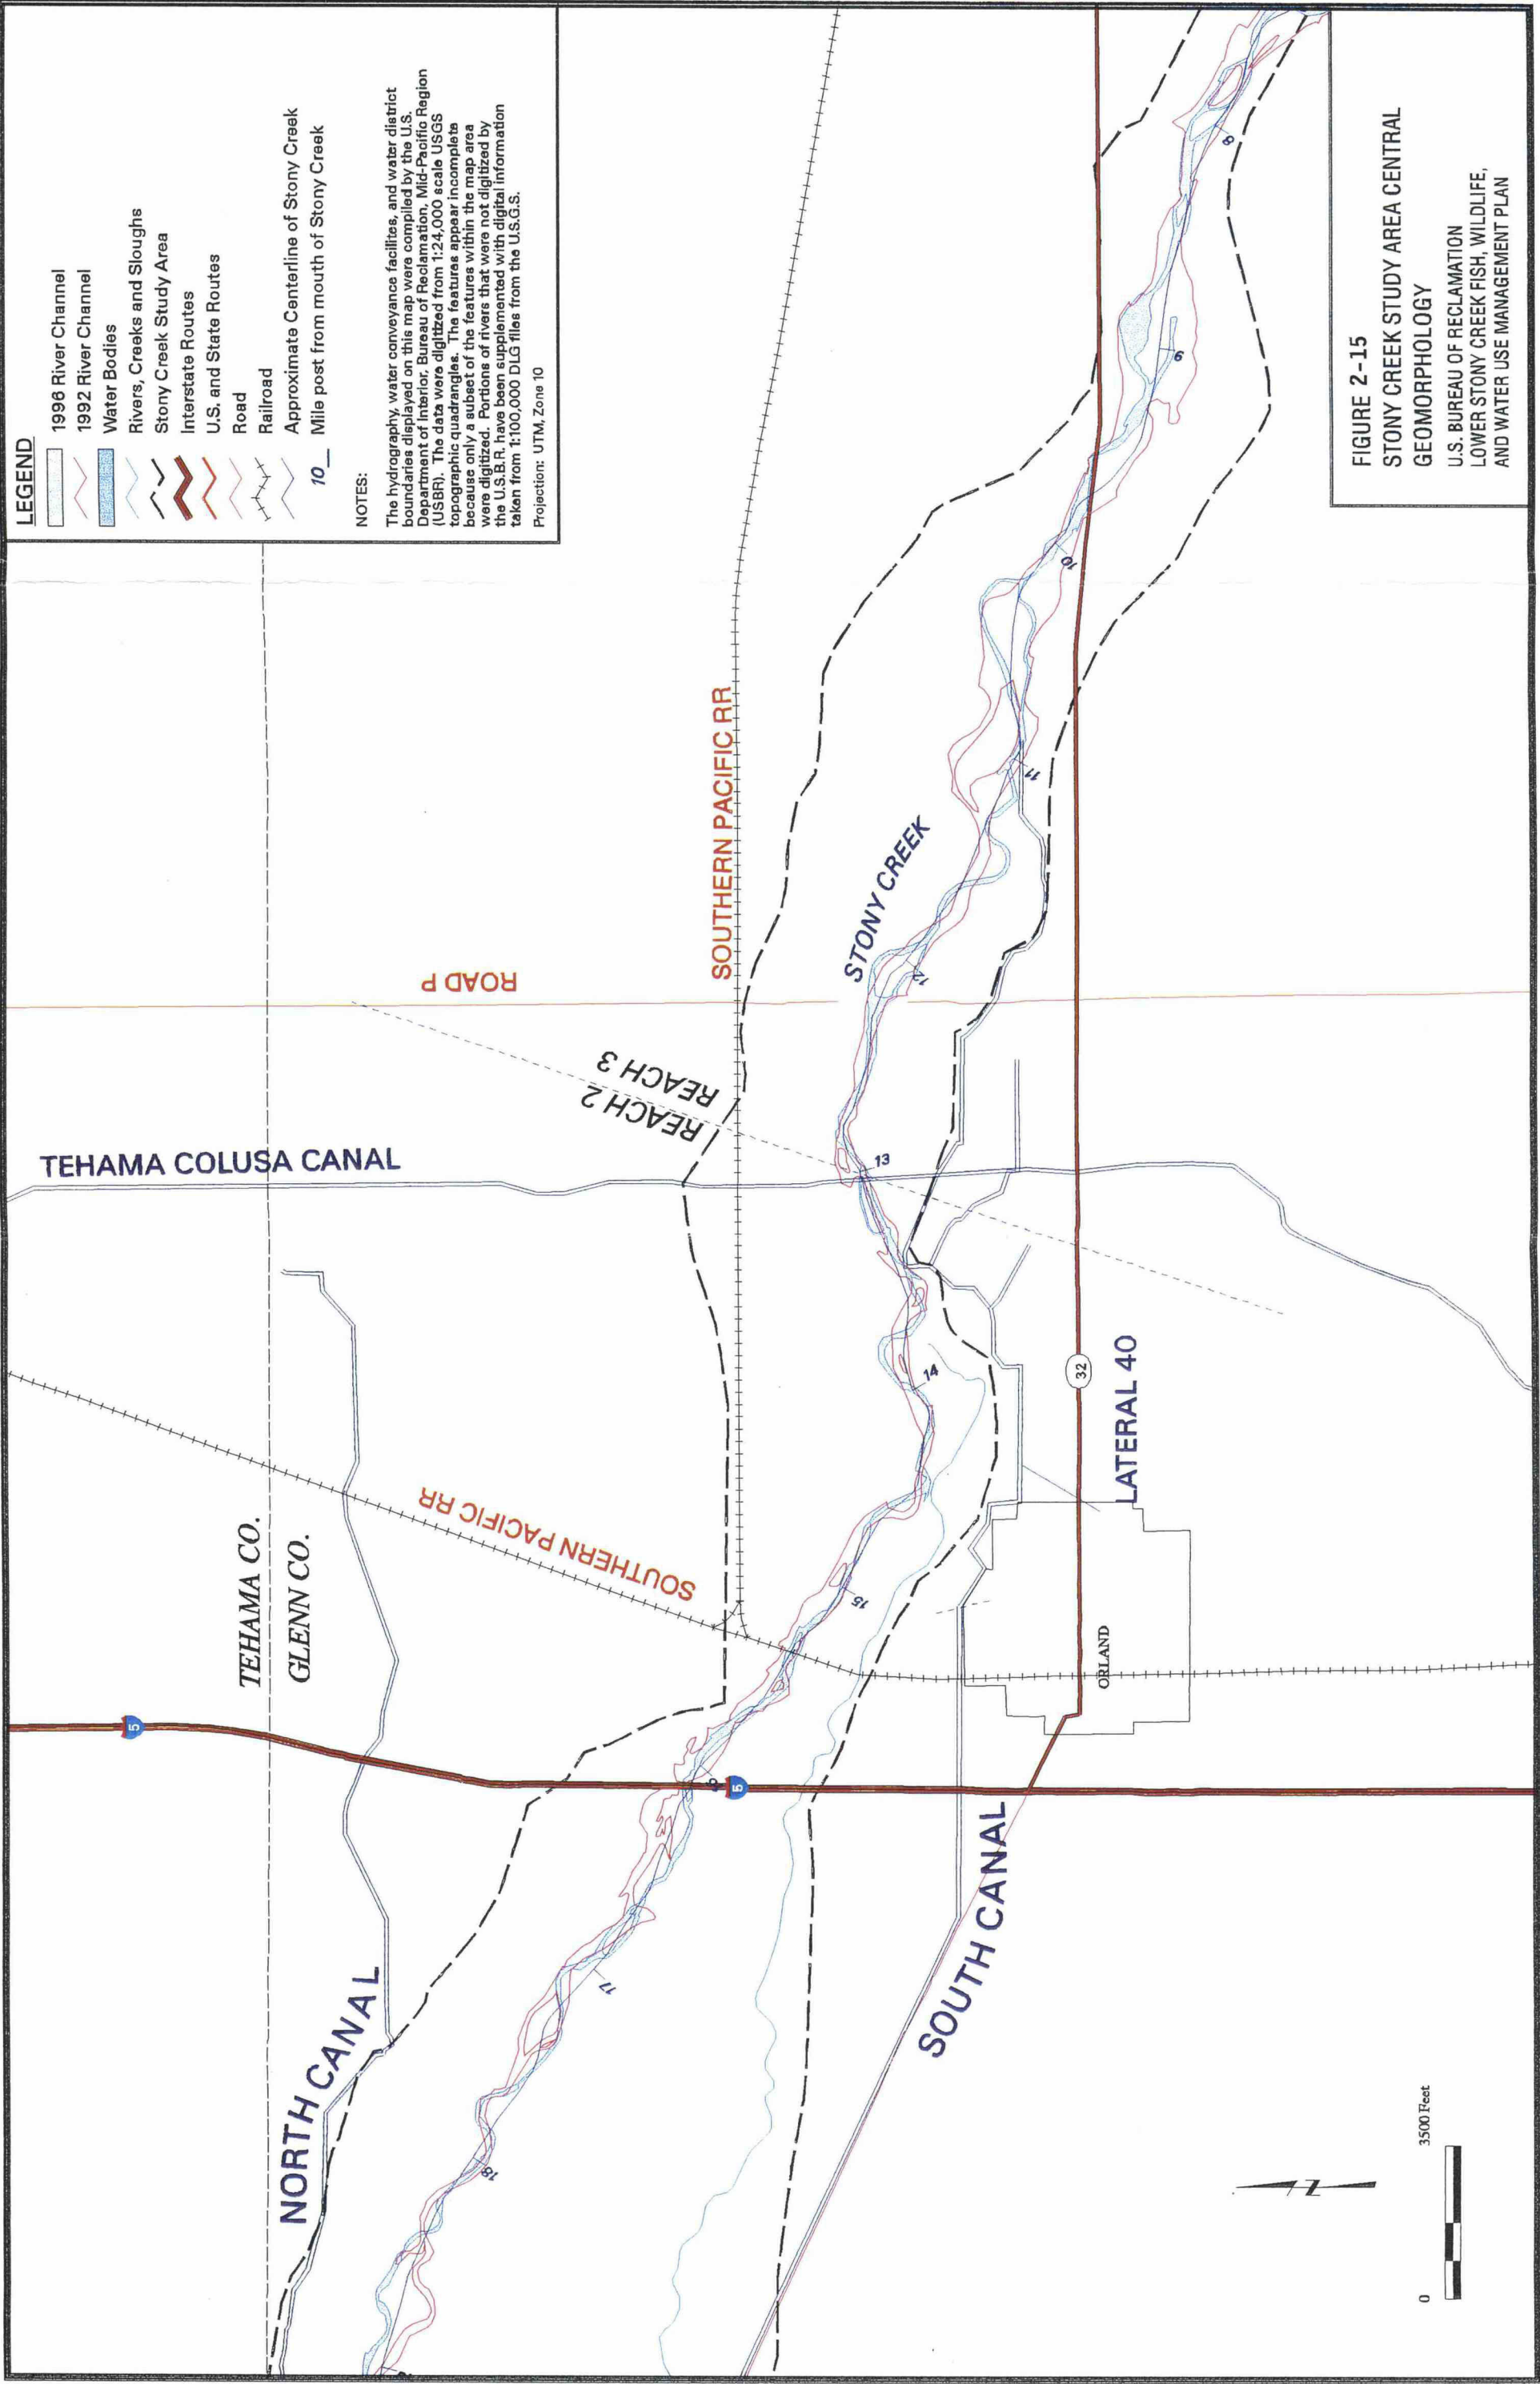 LEGEND
1996 River Channel
1992 River Channel
Water Bodies
Rivers, Creeks and Sloughs
Stony Creek Study Area
Interstate Routes
U.S. and State Routes
Road
Railroad
Approximate Centerline of Stony Creek
10 Mile post from mouth of Stony Creek
NOTES:
The hydrography, water conveyance facilites, and water district
boundaries displayed on this map were compiled by the U.S.
Department of Interior, Bureau of Reclamation, Mid-Pacific Region
(USBR). The data were digitized from 1:24,000 scale USGS
topographic quadrangles. The features appear incomplete
because only a subset of the features within the map area
were digitized. Portions of rivers that were not digitized by
the U.S.B.R. have been supplemented with digital information
taken from 1:100,000 DLG files from the U.S.G.S.
Projection: UTM, Zone 10
TEHAMA CO.
GLENN CO.
NORTH CANAL
TEHAMA COLUSA CANAL
ROAD P
SOUTHERN PACIFIC RR
SOUTHERN PACIFIC RR
REACH 2
REACH 3
STONY CREEK
SOUTH CANAL
LATERAL 40
ORLAND
5
5
32
18
17
15
14
13
12
11
10
9
8
0
3500 Feet
N
FIGURE 2-15
STONY CREEK STUDY AREA CENTRAL
GEOMORPHOLOGY
U.S. BUREAU OF RECLAMATION
LOWER STONY CREEK FISH, WILDLIFE,
AND WATER USE MANAGEMENT PLAN